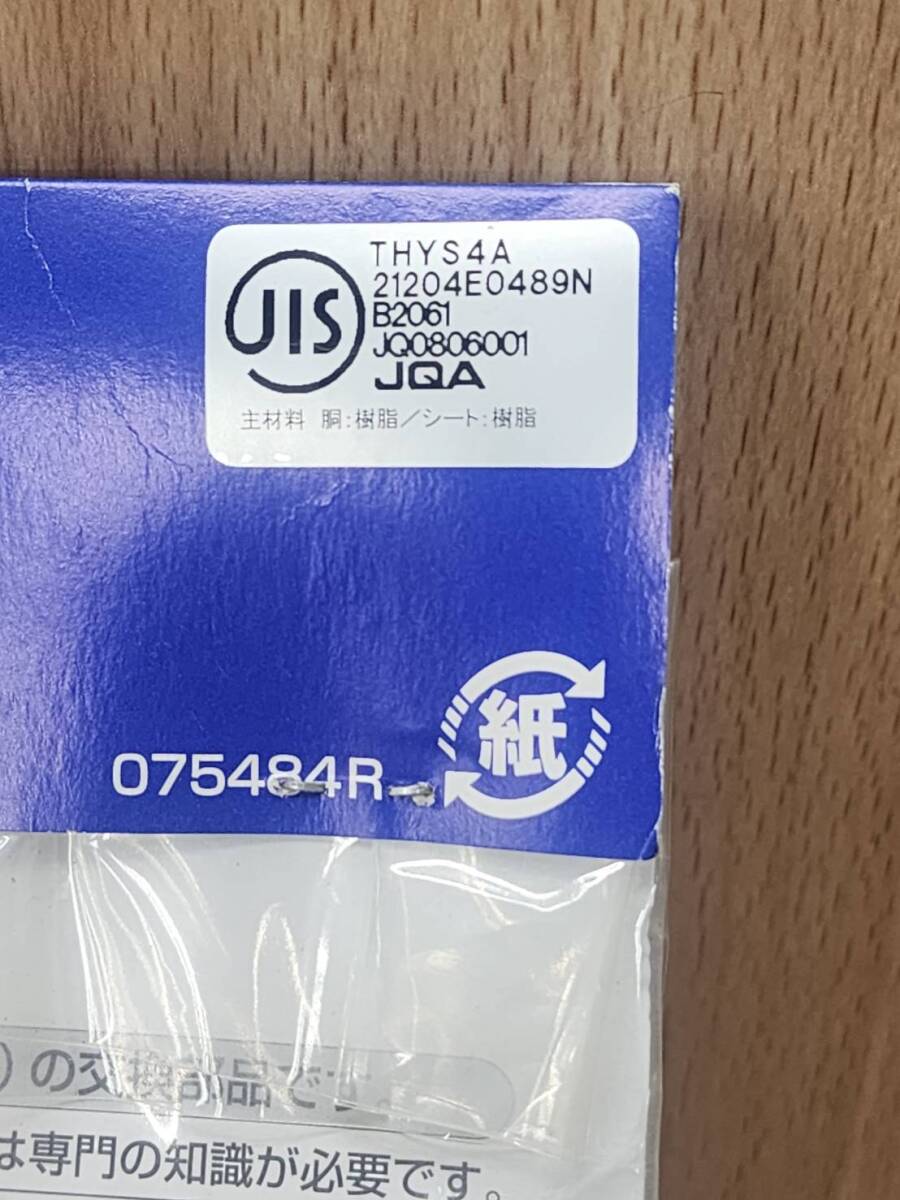 JIS
THYS4A
21204E0489N
B2061
JQ0806001
JQA
主材料 胴:樹脂/シート:樹脂
紙
075484R
)の交換部品です。
は専門の知識が必要です。